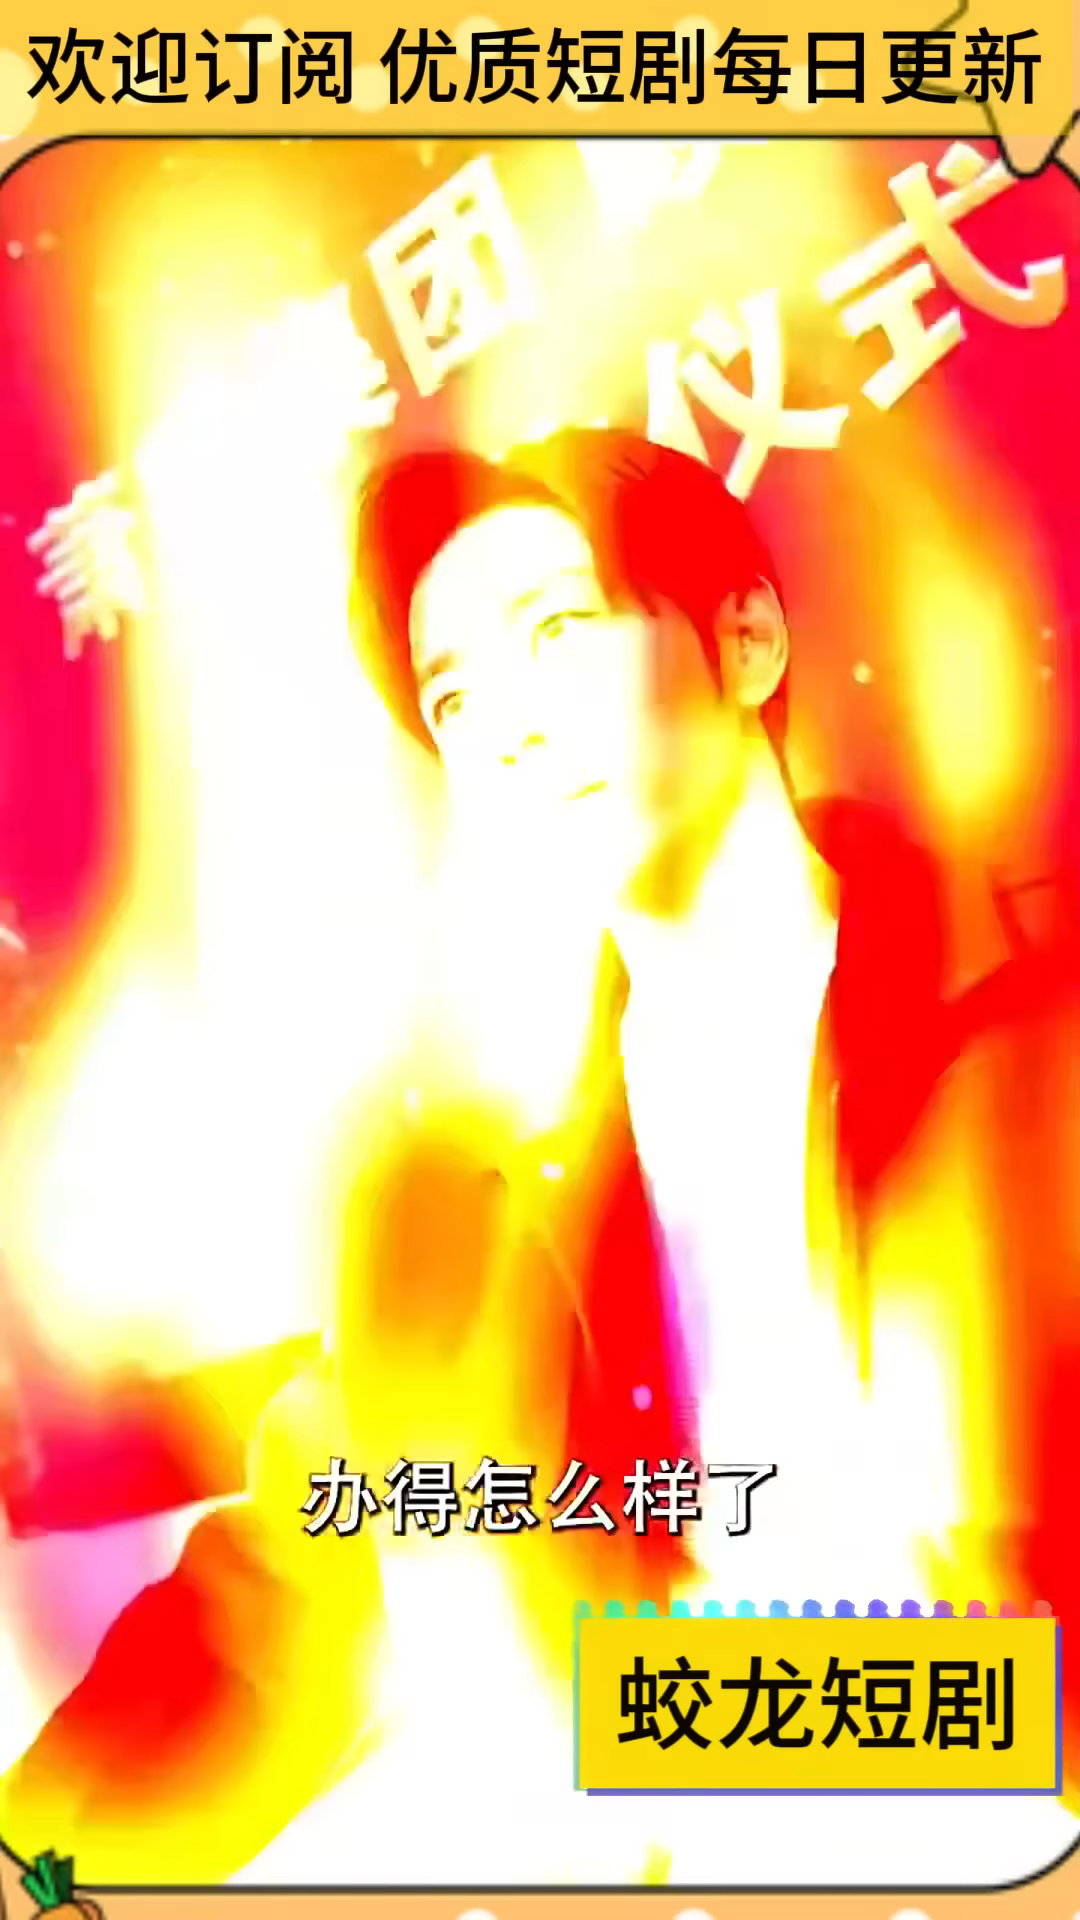 欢迎订阅 优质短剧每日更新
团
仪式
办得怎么样了
蛟龙短剧